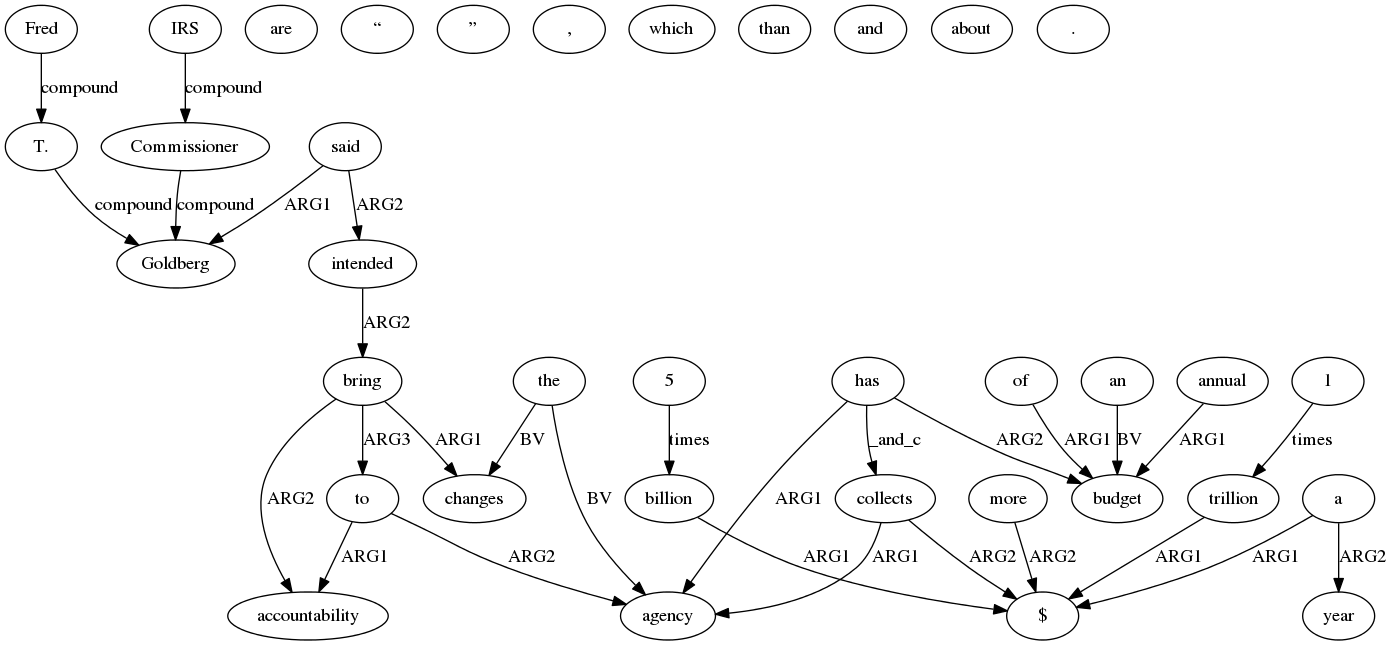 Fred IRS are “ ” , which than and about .
compound compound
T. Commissioner said
compound compound ARG1 ARG2
Goldberg intended
ARG2
bring the 5 has of an annual 1
ARG3 ARG1 BV times _and_c ARG2 ARG1 BV ARG1 times
ARG2 to changes BV billion ARG1 collects more budget trillion a
ARG1 ARG2 ARG1 ARG1 ARG2 ARG2 ARG1 ARG1 ARG2
accountability agency $ year